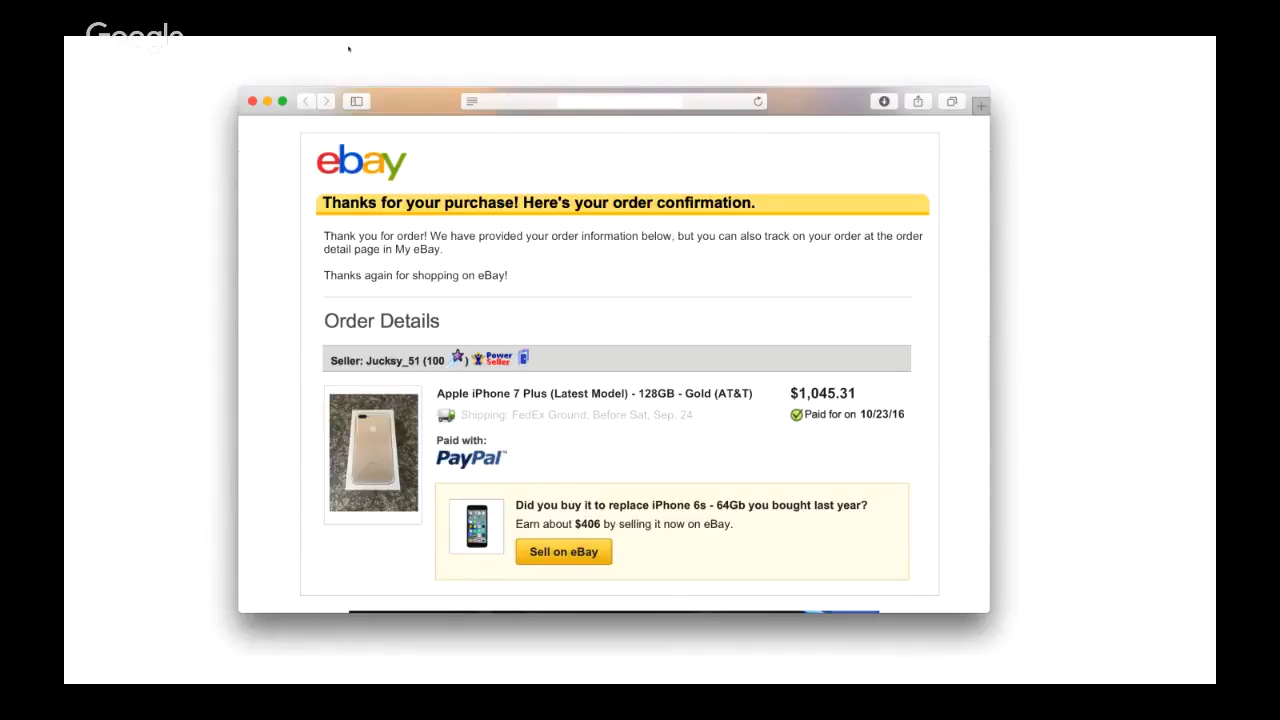 Google
ebay
Thanks for your purchase! Here's your order confirmation.
Thank you for order! We have provided your order information below, but you can also track on your order at the order
detail page in My eBay.
Thanks again for shopping on eBay!
Order Details
Seller: Jucksy_51 (100 ) Power Seller
Apple iPhone 7 Plus (Latest Model) - 128GB - Gold (AT&T) $1,045.31
Shipping: FedEx Ground, Before Sat, Sep. 24 Paid for on 10/23/16
Paid with:
PayPal™
Did you buy it to replace iPhone 6s - 64Gb you bought last year?
Earn about $406 by selling it now on eBay.
Sell on eBay